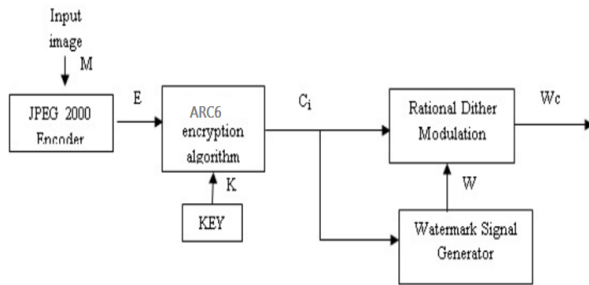 Input
image
M
JPEG 2000
Encoder
E
ARC6
encryption
algorithm
K
KEY
Ci
Rational Dither
Modulation
Wc
W
Watermark Signal
Generator